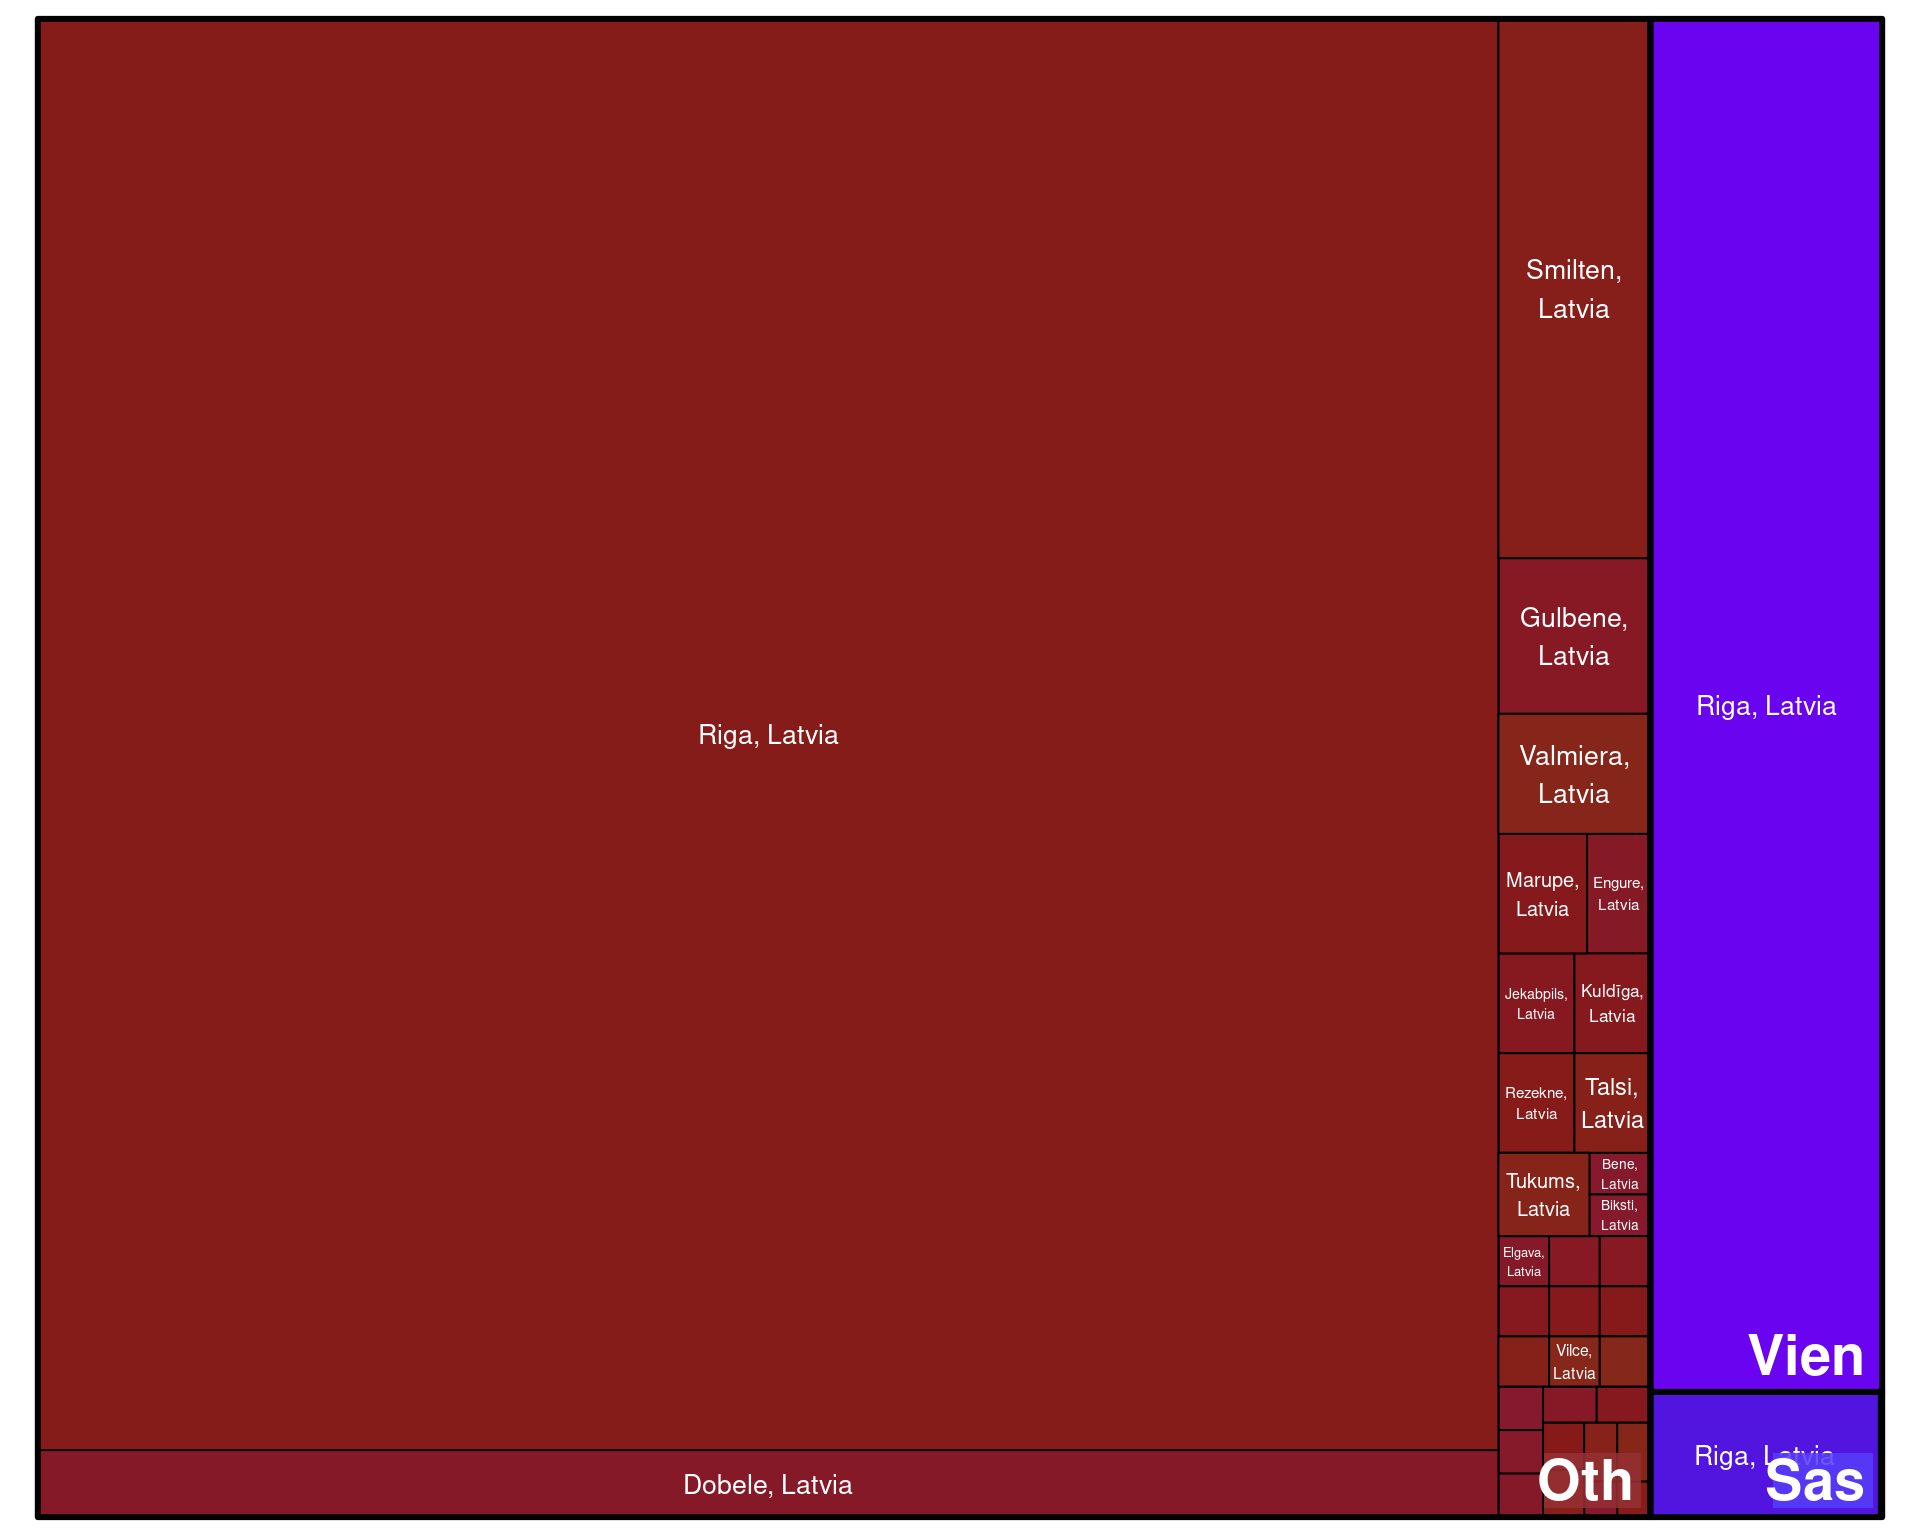 Riga, Latvia
Dobele, Latvia
Smilten,
Latvia
Gulbene,
Latvia
Valmiera,
Latvia
Marupe,
Latvia
Engure,
Latvia
Jekabpils,
Latvia
Kuldīga,
Latvia
Rezekne,
Latvia
Talsi,
Latvia
Tukums,
Latvia
Bene,
Latvia
Biksti,
Latvia
Elgava,
Latvia
Vilce,
Latvia
Oth
Riga, Latvia
Vien
Riga, Latvia
Sas